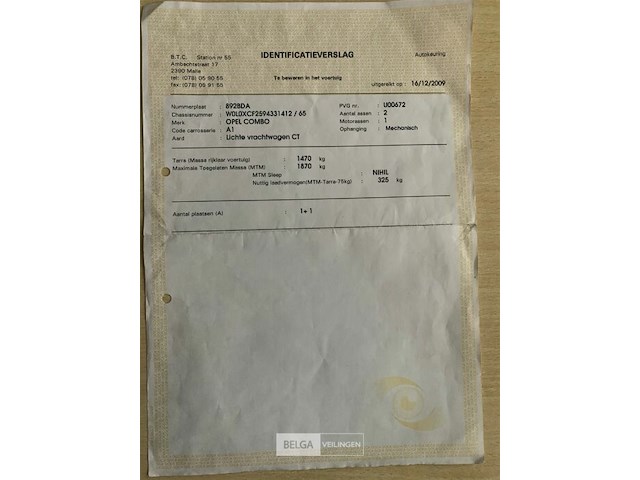 IDENTIFICATIEVERSLAG
Autokeuring
B.T.C. Station nr 55
Ambachtstraat 17
2390 Malle
tel: (078) 05 50 55
fax: (078) 05 91 55
Te bewaren in het voertuig
uitgereikt op : 16/12/2009
Nummerplaat : 892BDA
PVG nr. : U00672
Chassisnummer : W0L0XCF2594331412 / 65
Aantal assen : 2
Merk : OPEL COMBO
Motorassen : 1
Code carrosserie : A1
Ophanging : Mechanisch
Aard : Lichte vrachtwagen CT
Tarra (Massa rijklaar voertuig) : 1470 kg
Maximale Toegelaten Massa (MTM) : 1870 kg
MTM Sleep : NIHIL
Nuttig laadvermogen(MTM-Tarra-75kg) : 325 kg
Aantal plaatsen (A) : 1+ 1
BELGA VEILINGEN